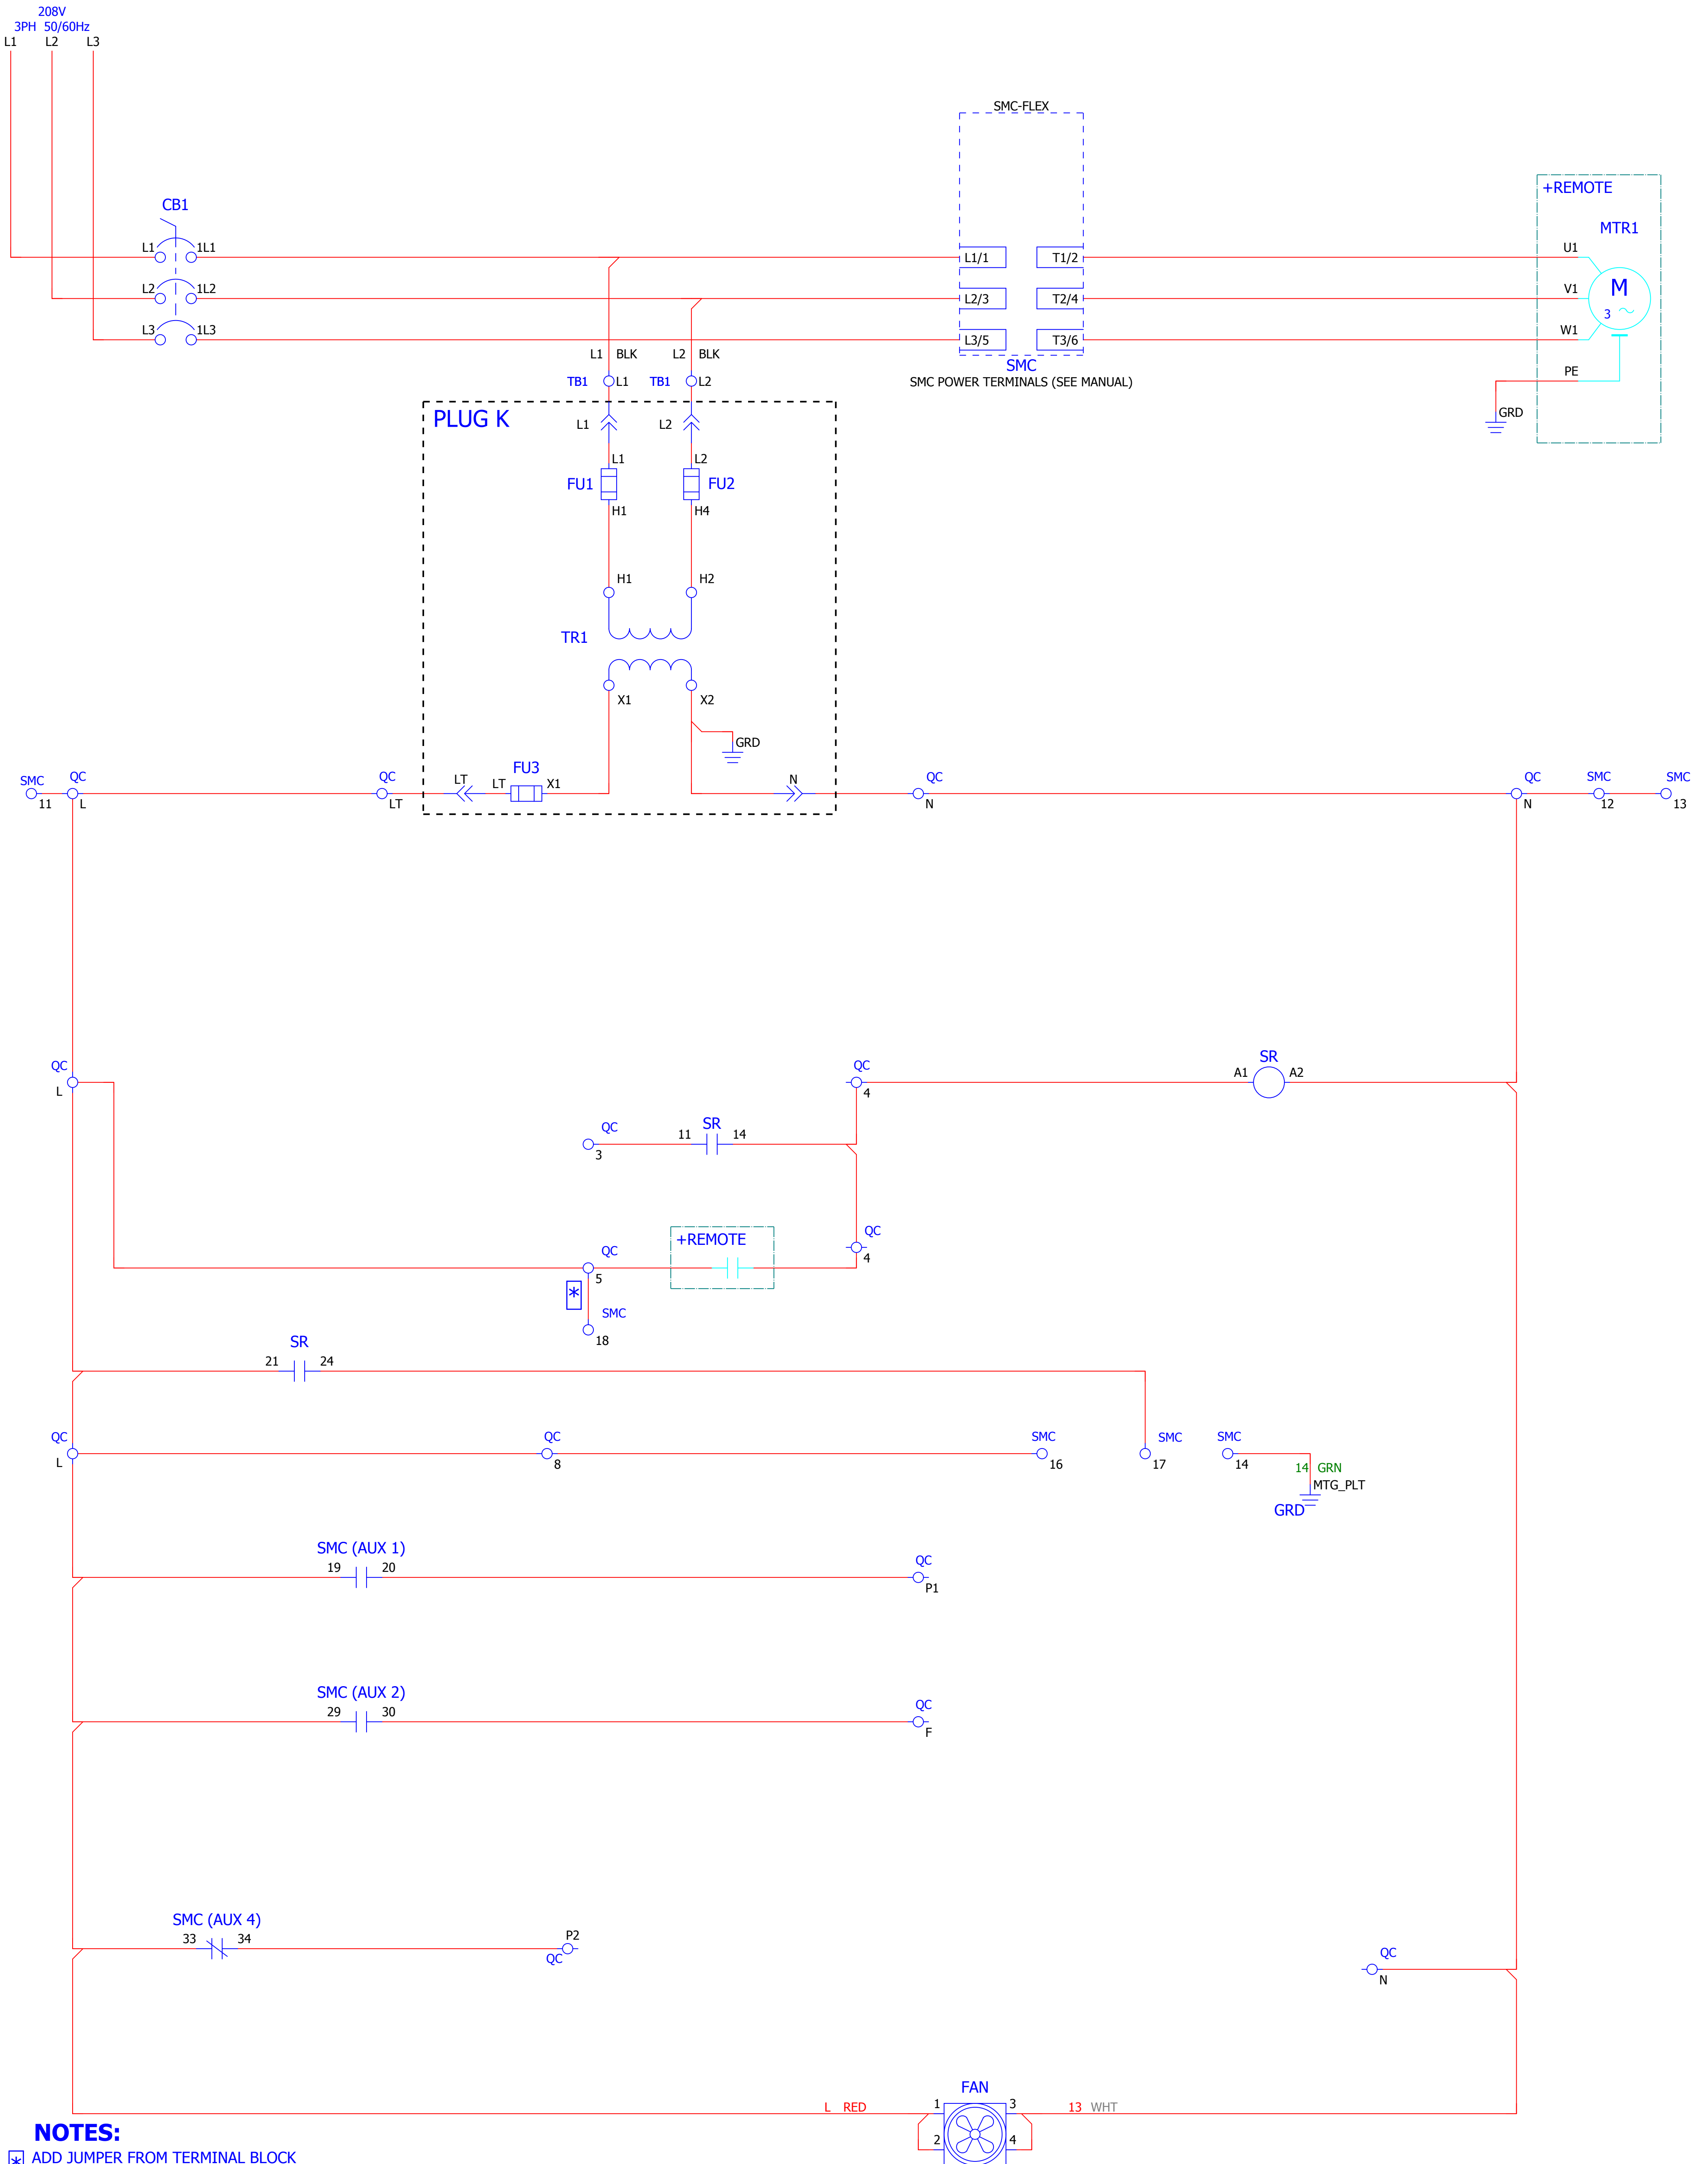 208V
3PH 50/60Hz
L1 L2 L3
SMC-FLEX
+REMOTE
CB1
MTR1
L1 1L1
L1/1 T1/2
U1
L2 1L2
L2/3 T2/4
V1
M
3
L3 1L3
L3/5 T3/6
W1
L1 BLK L2 BLK
SMC
PE
TB1 L1 TB1 L2
SMC POWER TERMINALS (SEE MANUAL)
PLUG K
L1 L2
GRD
L1 L2
FU1 FU2
H1 H4
H1 H2
TR1
X1 X2
GRD
SMC QC QC LT LT FU3 X1 N QC QC SMC SMC
11 L LT N N 12 13
QC QC SR
L 4 A1 A2
QC SR
3 11 14
+REMOTE QC
QC 4
5
*
SMC
18
SR
21 24
QC QC SMC SMC SMC
L 8 16 17 14
14 GRN
MTG_PLT
GRD
SMC (AUX 1)
19 20 QC
P1
SMC (AUX 2)
29 30 QC
F
SMC (AUX 4)
33 34 P2
QC
QC
N
FAN
L RED 1 3 13 WHT
2 4
NOTES:
* ADD JUMPER FROM TERMINAL BLOCK